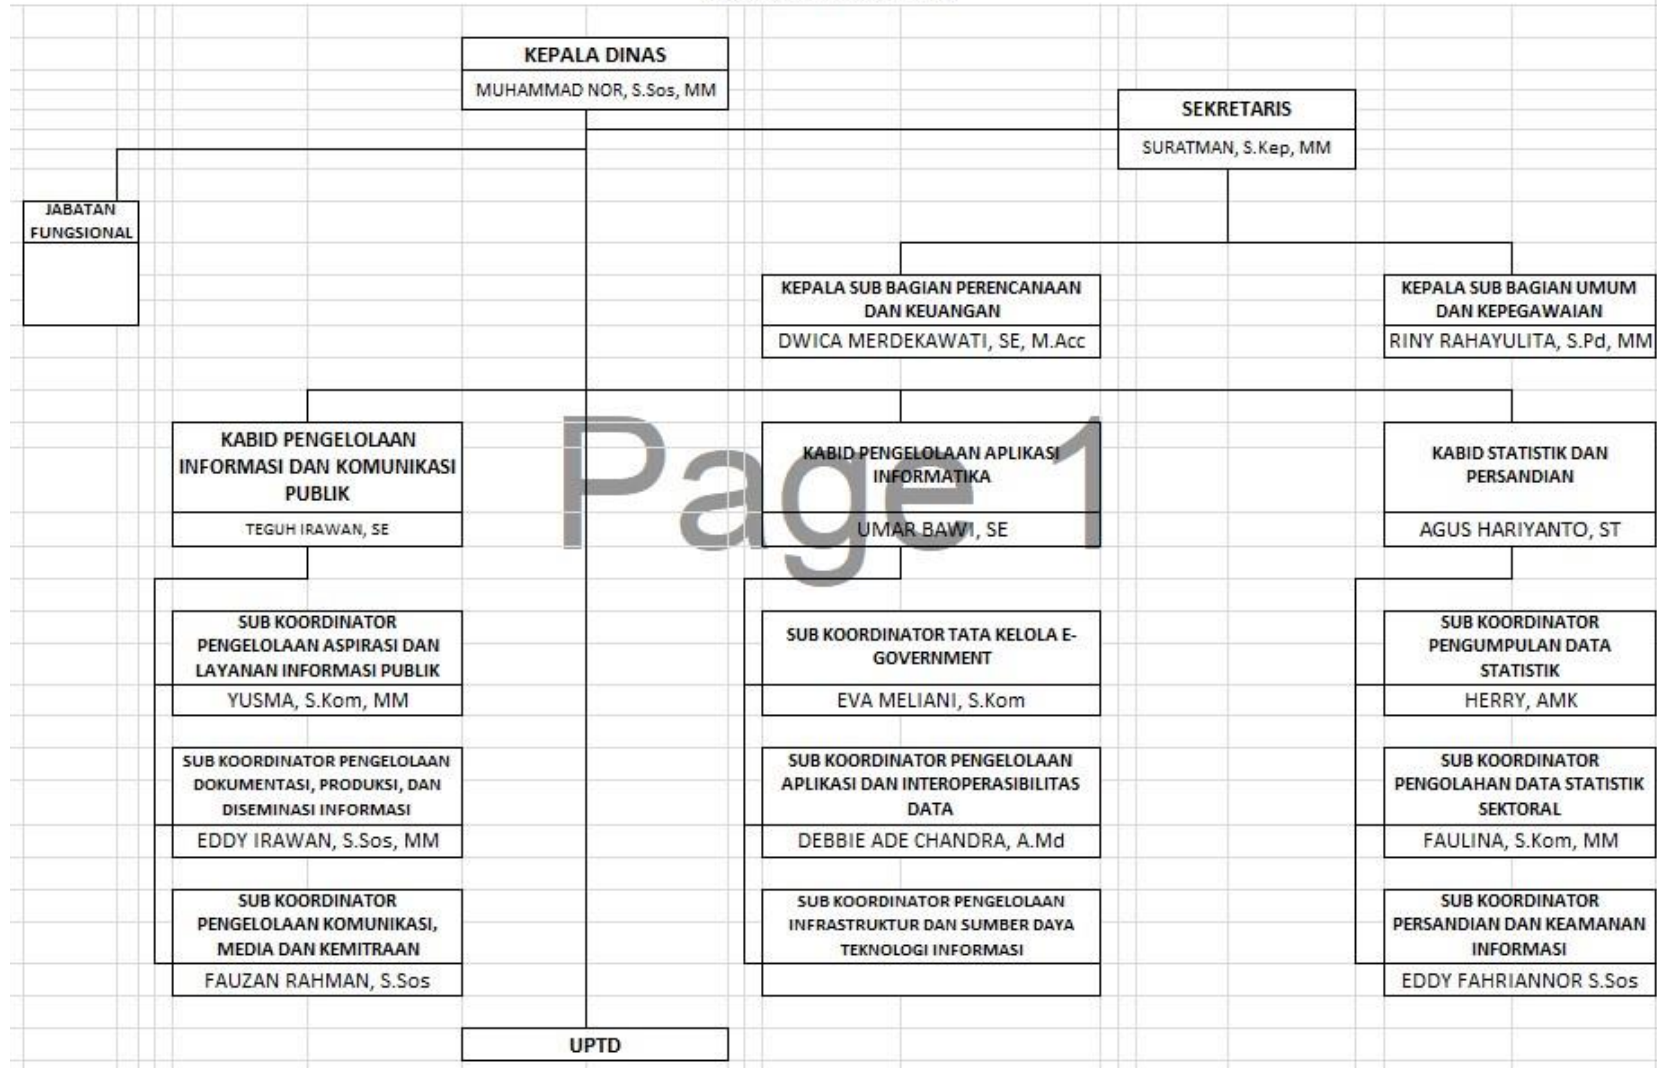 KEPALA DINAS
MUHAMMAD NOR, S.Sos, MM
SEKRETARIS
SURATMAN, S.Kep, MM
JABATAN
FUNGSIONAL
KEPALA SUB BAGIAN PERENCANAAN
DAN KEUANGAN
DWICA MERDEKAWATI, SE, M.Acc
KEPALA SUB BAGIAN UMUM
DAN KEPEGAWAIAN
RINY RAHAYULITA, S.Pd, MM
Page 1
KABID PENGELOLAAN
INFORMASI DAN KOMUNIKASI
PUBLIK
TEGUH IRAWAN, SE
KABID PENGELOLAAN APLIKASI
INFORMATIKA
UMAR BAWI, SE
KABID STATISTIK DAN
PERSANDIAN
AGUS HARIYANTO, ST
SUB KOORDINATOR
PENGELOLAAN ASPIRASI DAN
LAYANAN INFORMASI PUBLIK
YUSMA, S.Kom, MM
SUB KOORDINATOR TATA KELOLA E-
GOVERNMENT
EVA MELIANI, S.Kom
SUB KOORDINATOR
PENGUMPULAN DATA
STATISTIK
HERRY, AMK
SUB KOORDINATOR PENGELOLAAN
DOKUMENTASI, PRODUKSI, DAN
DISEMINASI INFORMASI
EDDY IRAWAN, S.Sos, MM
SUB KOORDINATOR PENGELOLAAN
APLIKASI DAN INTEROPERASIBILITAS
DATA
DEBBIE ADE CHANDRA, A.Md
SUB KOORDINATOR
PENGOLAHAN DATA STATISTIK
SEKTORAL
FAULINA, S.Kom, MM
SUB KOORDINATOR
PENGELOLAAN KOMUNIKASI,
MEDIA DAN KEMITRAAN
FAUZAN RAHMAN, S.Sos
SUB KOORDINATOR PENGELOLAAN
INFRASTRUKTUR DAN SUMBER DAYA
TEKNOLOGI INFORMASI
SUB KOORDINATOR
PERSANDIAN DAN KEAMANAN
INFORMASI
EDDY FAHRIANNOR S.Sos
UPTD